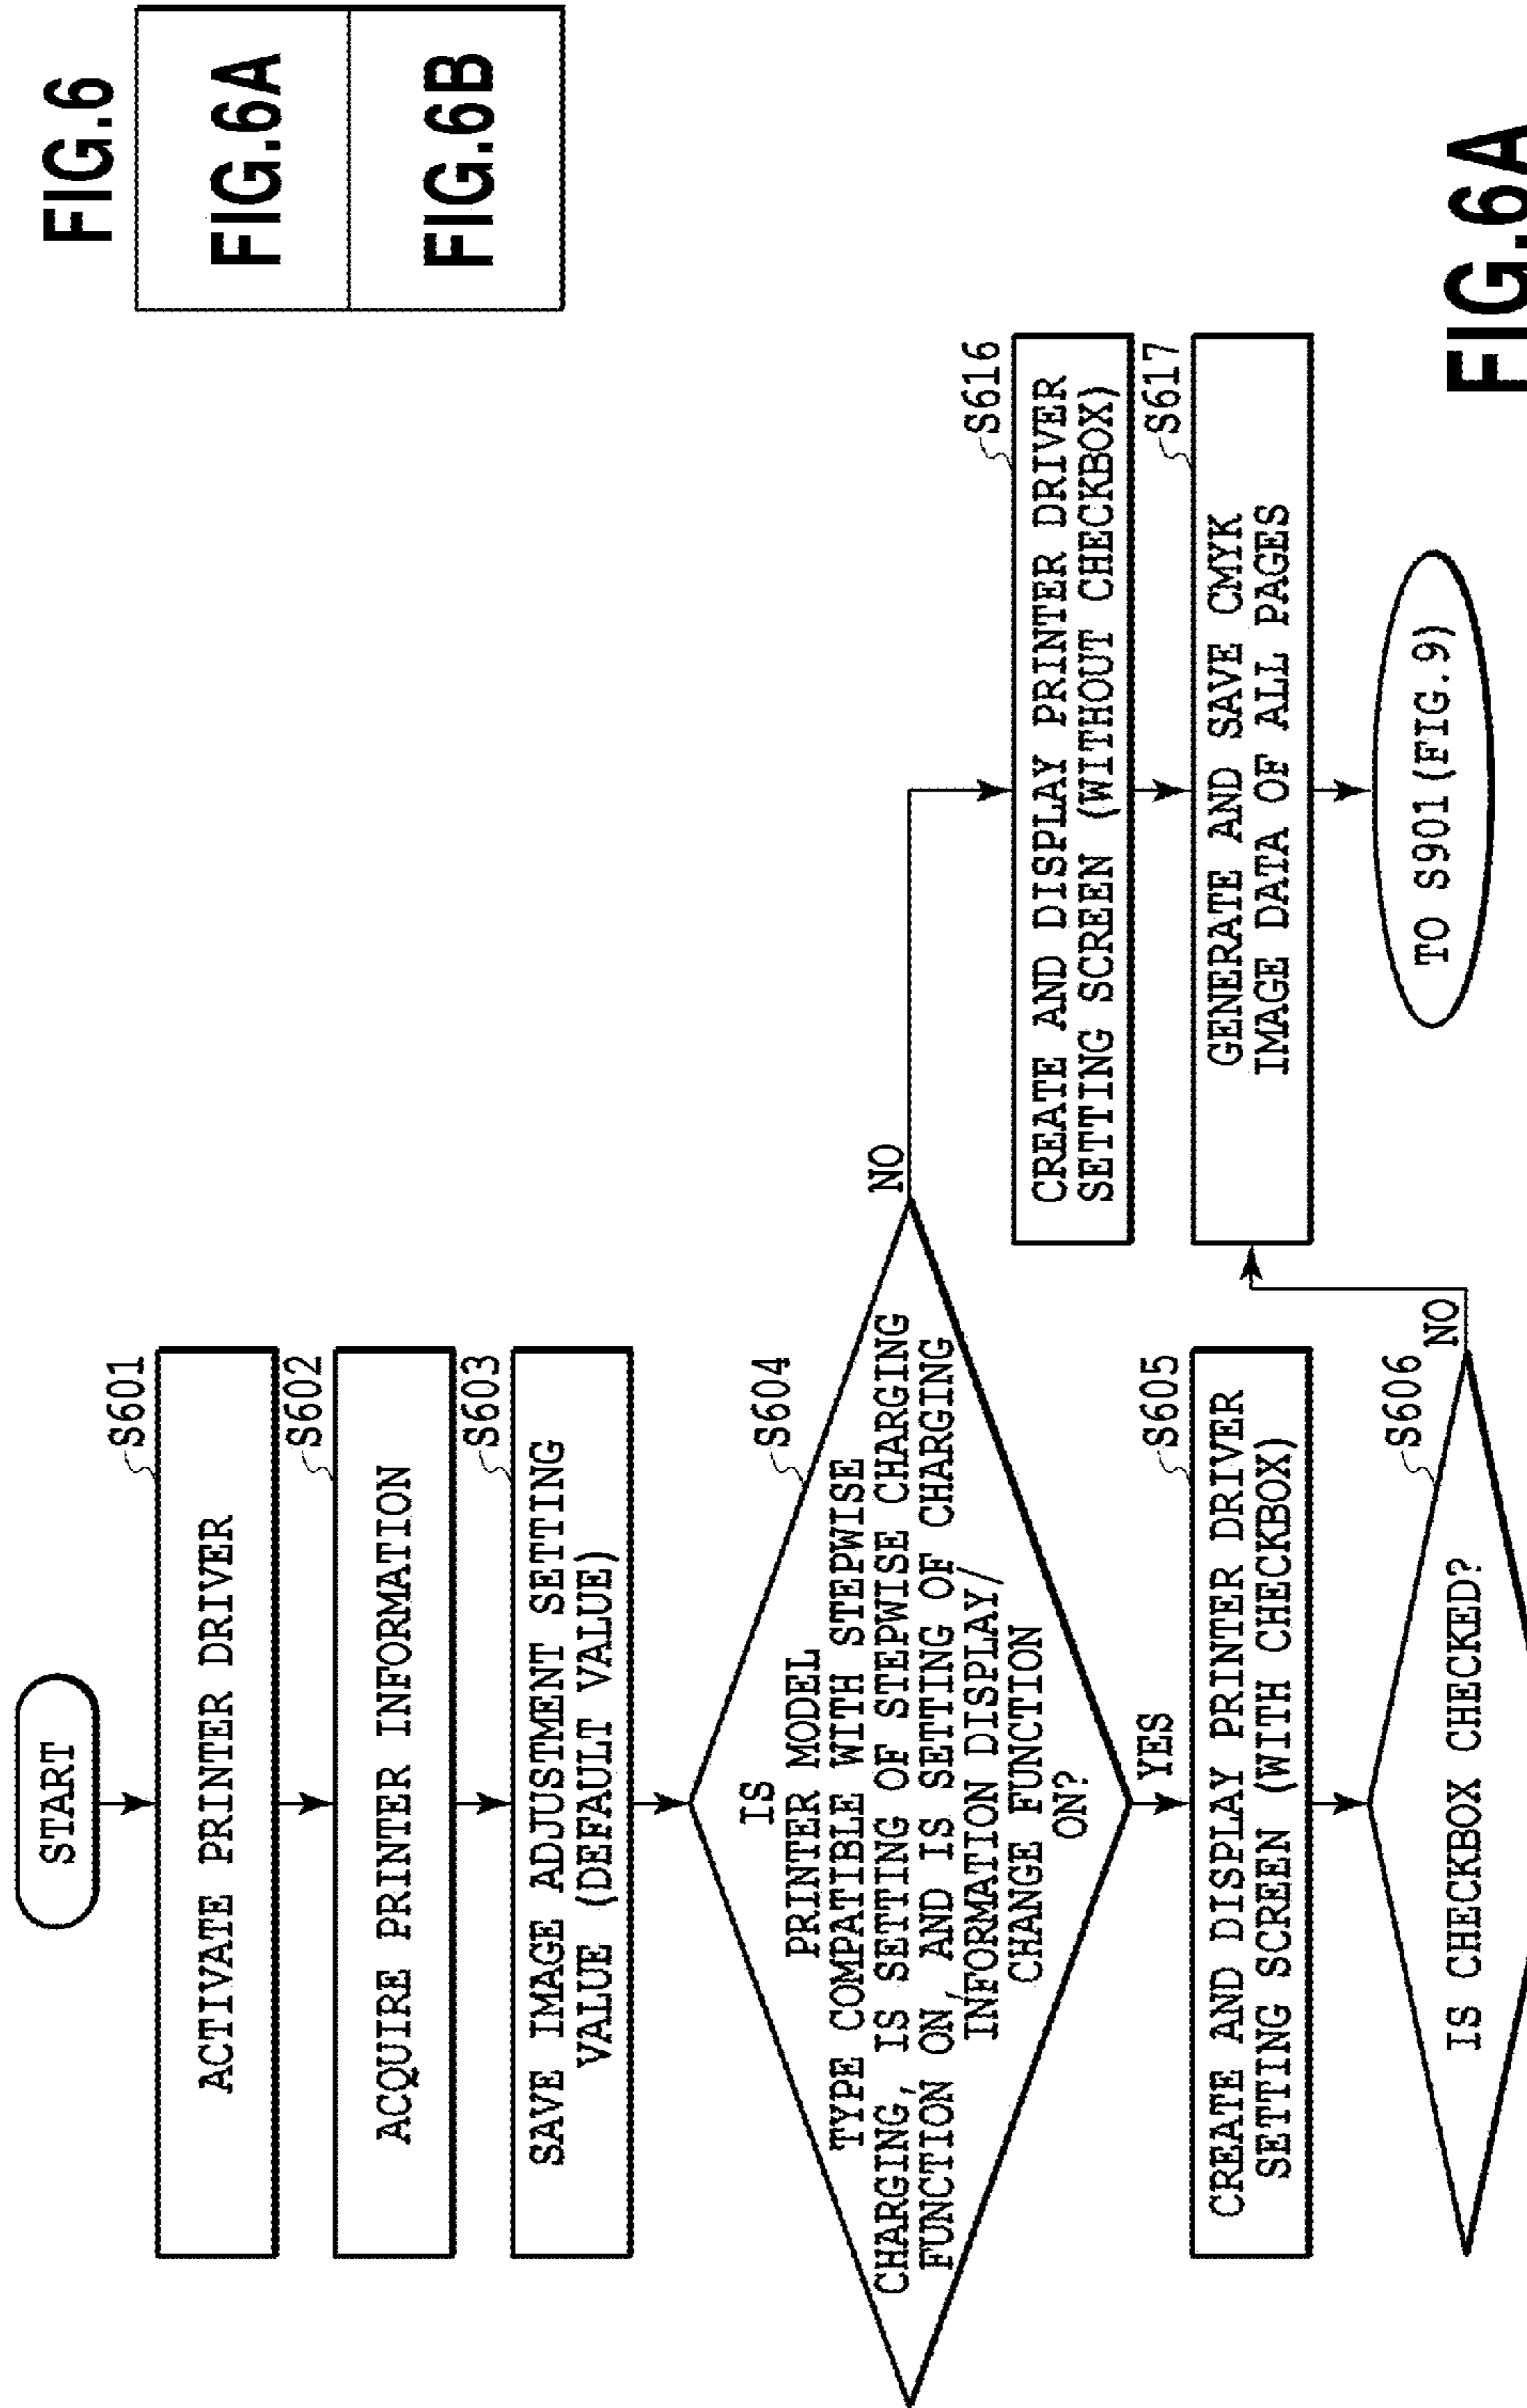 FIG.6
FIG.6A
FIG.6B
START
S601
ACTIVATE PRINTER DRIVER
S602
ACQUIRE PRINTER INFORMATION
S603
SAVE IMAGE ADJUSTMENT SETTING
VALUE (DEFAULT VALUE)
S604
IS
PRINTER MODEL
TYPE COMPATIBLE WITH STEPWISE
CHARGING, IS SETTING OF STEPWISE CHARGING
FUNCTION ON, AND IS SETTING OF CHARGING
INFORMATION DISPLAY/
CHANGE FUNCTION
ON?
NO
YES
S616
CREATE AND DISPLAY PRINTER DRIVER
SETTING SCREEN (WITHOUT CHECKBOX)
S605
CREATE AND DISPLAY PRINTER DRIVER
SETTING SCREEN (WITH CHECKBOX)
S617
GENERATE AND SAVE CMYK
IMAGE DATA OF ALL PAGES
S606
IS CHECKBOX CHECKED?
NO
TO S901(FIG.9)
FIG.6A